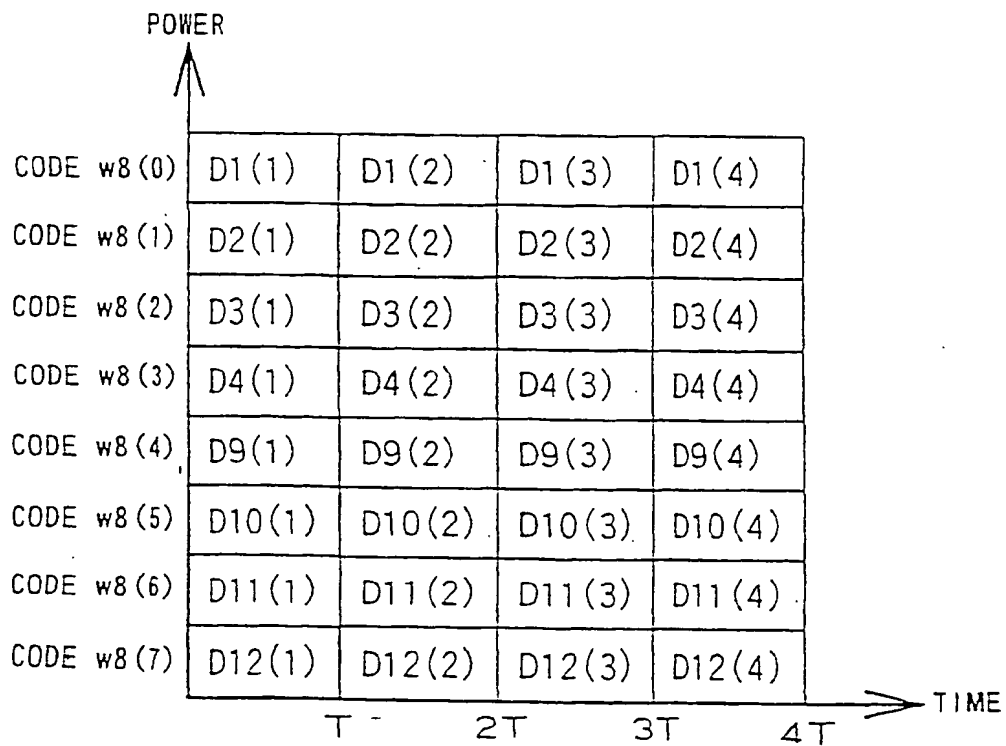 POWER
CODE w8(0) D1(1) D1(2) D1(3) D1(4)
CODE w8(1) D2(1) D2(2) D2(3) D2(4)
CODE w8(2) D3(1) D3(2) D3(3) D3(4)
CODE w8(3) D4(1) D4(2) D4(3) D4(4)
CODE w8(4) D9(1) D9(2) D9(3) D9(4)
CODE w8(5) D10(1) D10(2) D10(3) D10(4)
CODE w8(6) D11(1) D11(2) D11(3) D11(4)
CODE w8(7) D12(1) D12(2) D12(3) D12(4)
TIME
T 2T 3T 4T